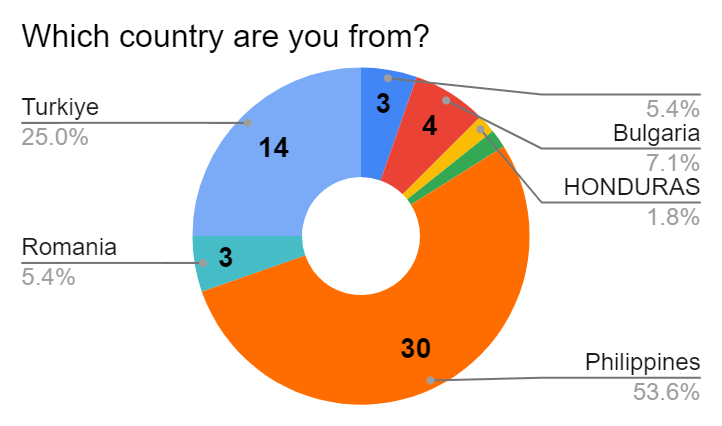 Which country are you from?
Turkiye
25.0%
Romania
5.4%
14
3
3
4
30
5.4%
Bulgaria
7.1%
HONDURAS
1.8%
Philippines
53.6%